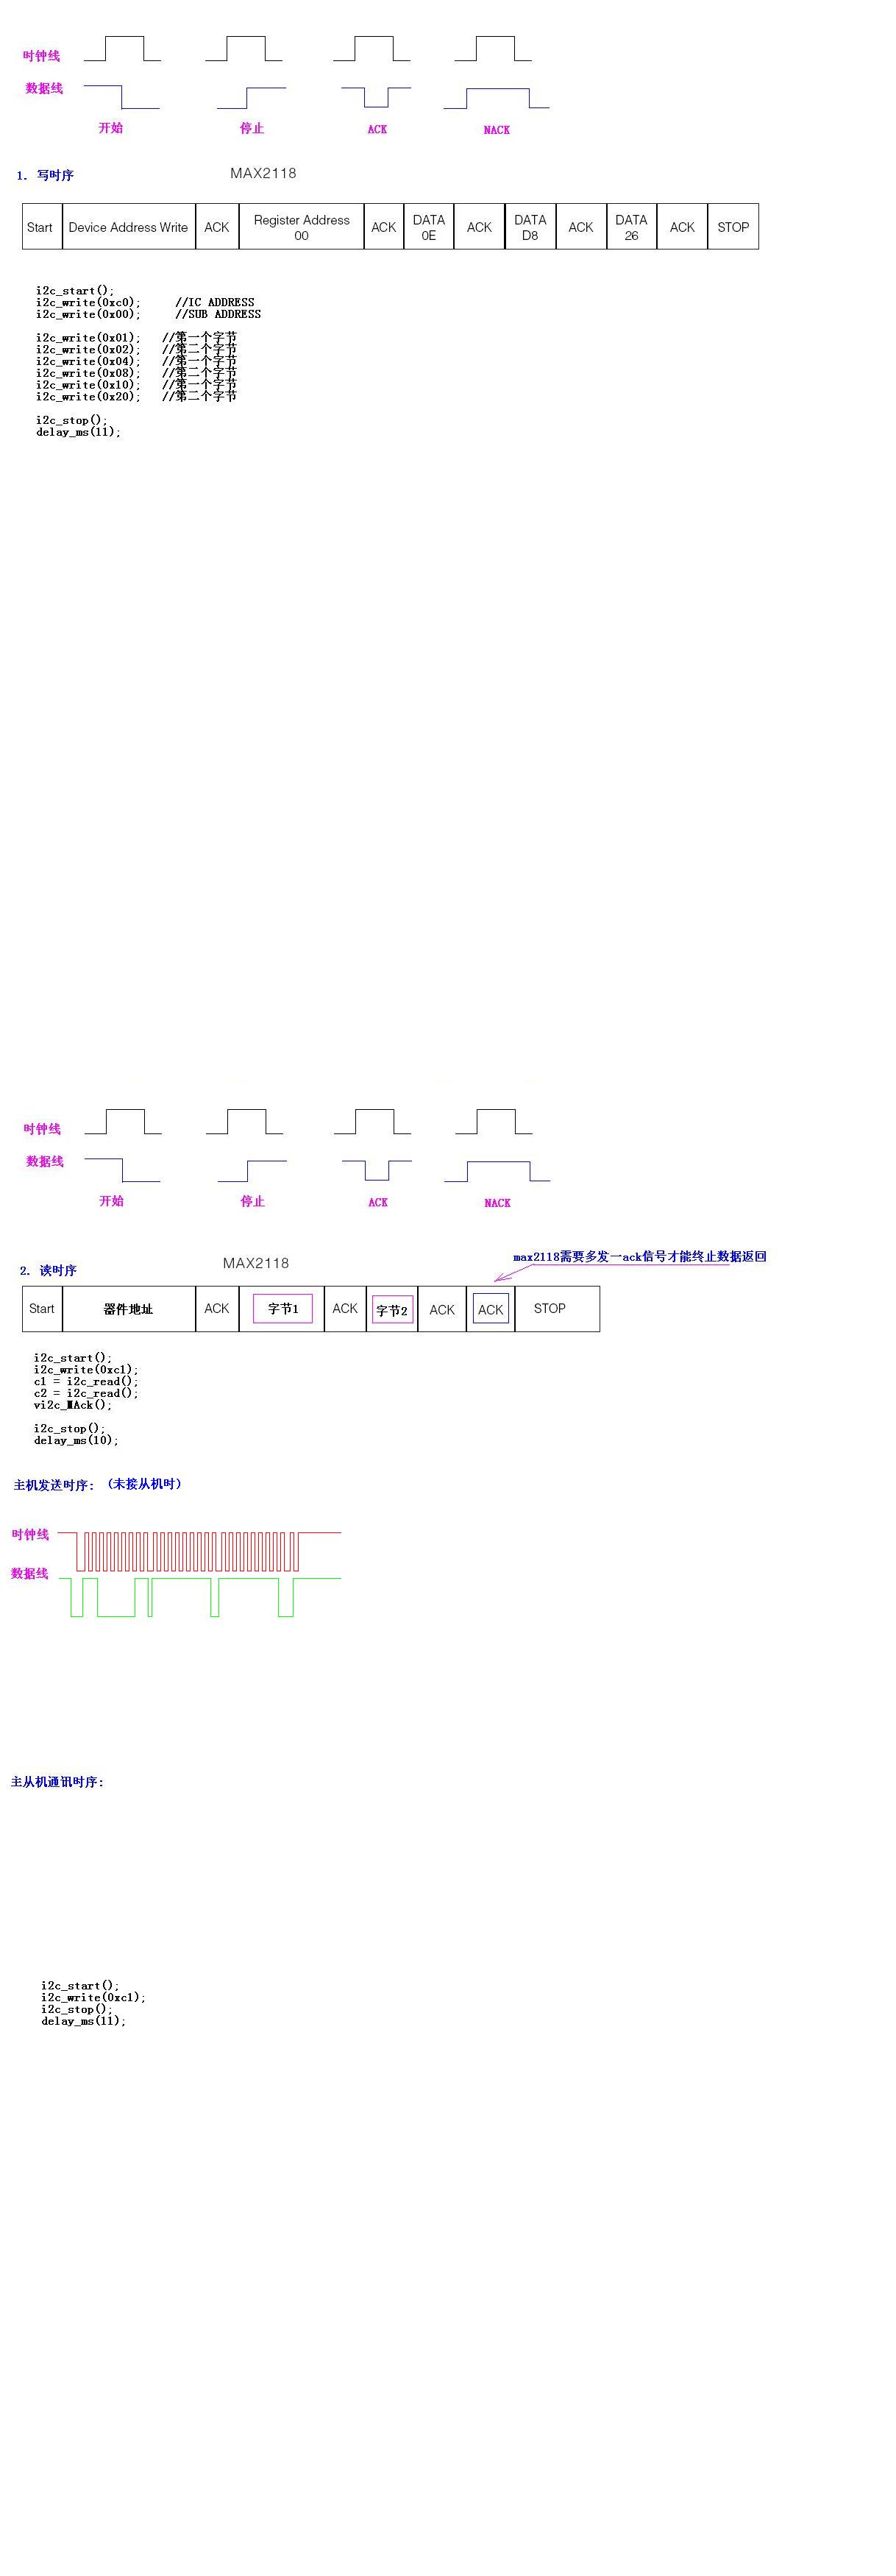 时钟线
数据线
开始 停止 ACK NACK
1. 写时序 MAX2118
Start Device Address Write ACK Register Address 00 ACK DATA 0E ACK DATA D8 ACK DATA 26 ACK STOP
i2c_start();
i2c_write(0xc0); //IC ADDRESS
i2c_write(0x00); //SUB ADDRESS
i2c_write(0x01); //第一个字节
i2c_write(0x02); //第二个字节
i2c_write(0x04); //第一个字节
i2c_write(0x08); //第二个字节
i2c_write(0x10); //第一个字节
i2c_write(0x20); //第二个字节
i2c_stop();
delay_ms(11);
时钟线
数据线
开始 停止 ACK NACK
max2118需要多发一ack信号才能终止数据返回
2. 读时序 MAX2118
Start 器件地址 ACK 字节1 ACK 字节2 ACK ACK STOP
i2c_start();
i2c_write(0xc1);
c1 = i2c_read();
c2 = i2c_read();
vi2c_MAck();
i2c_stop();
delay_ms(10);
主机发送时序: (未接从机时)
时钟线
数据线
主从机通讯时序:
i2c_start();
i2c_write(0xc1);
i2c_stop();
delay_ms(11);